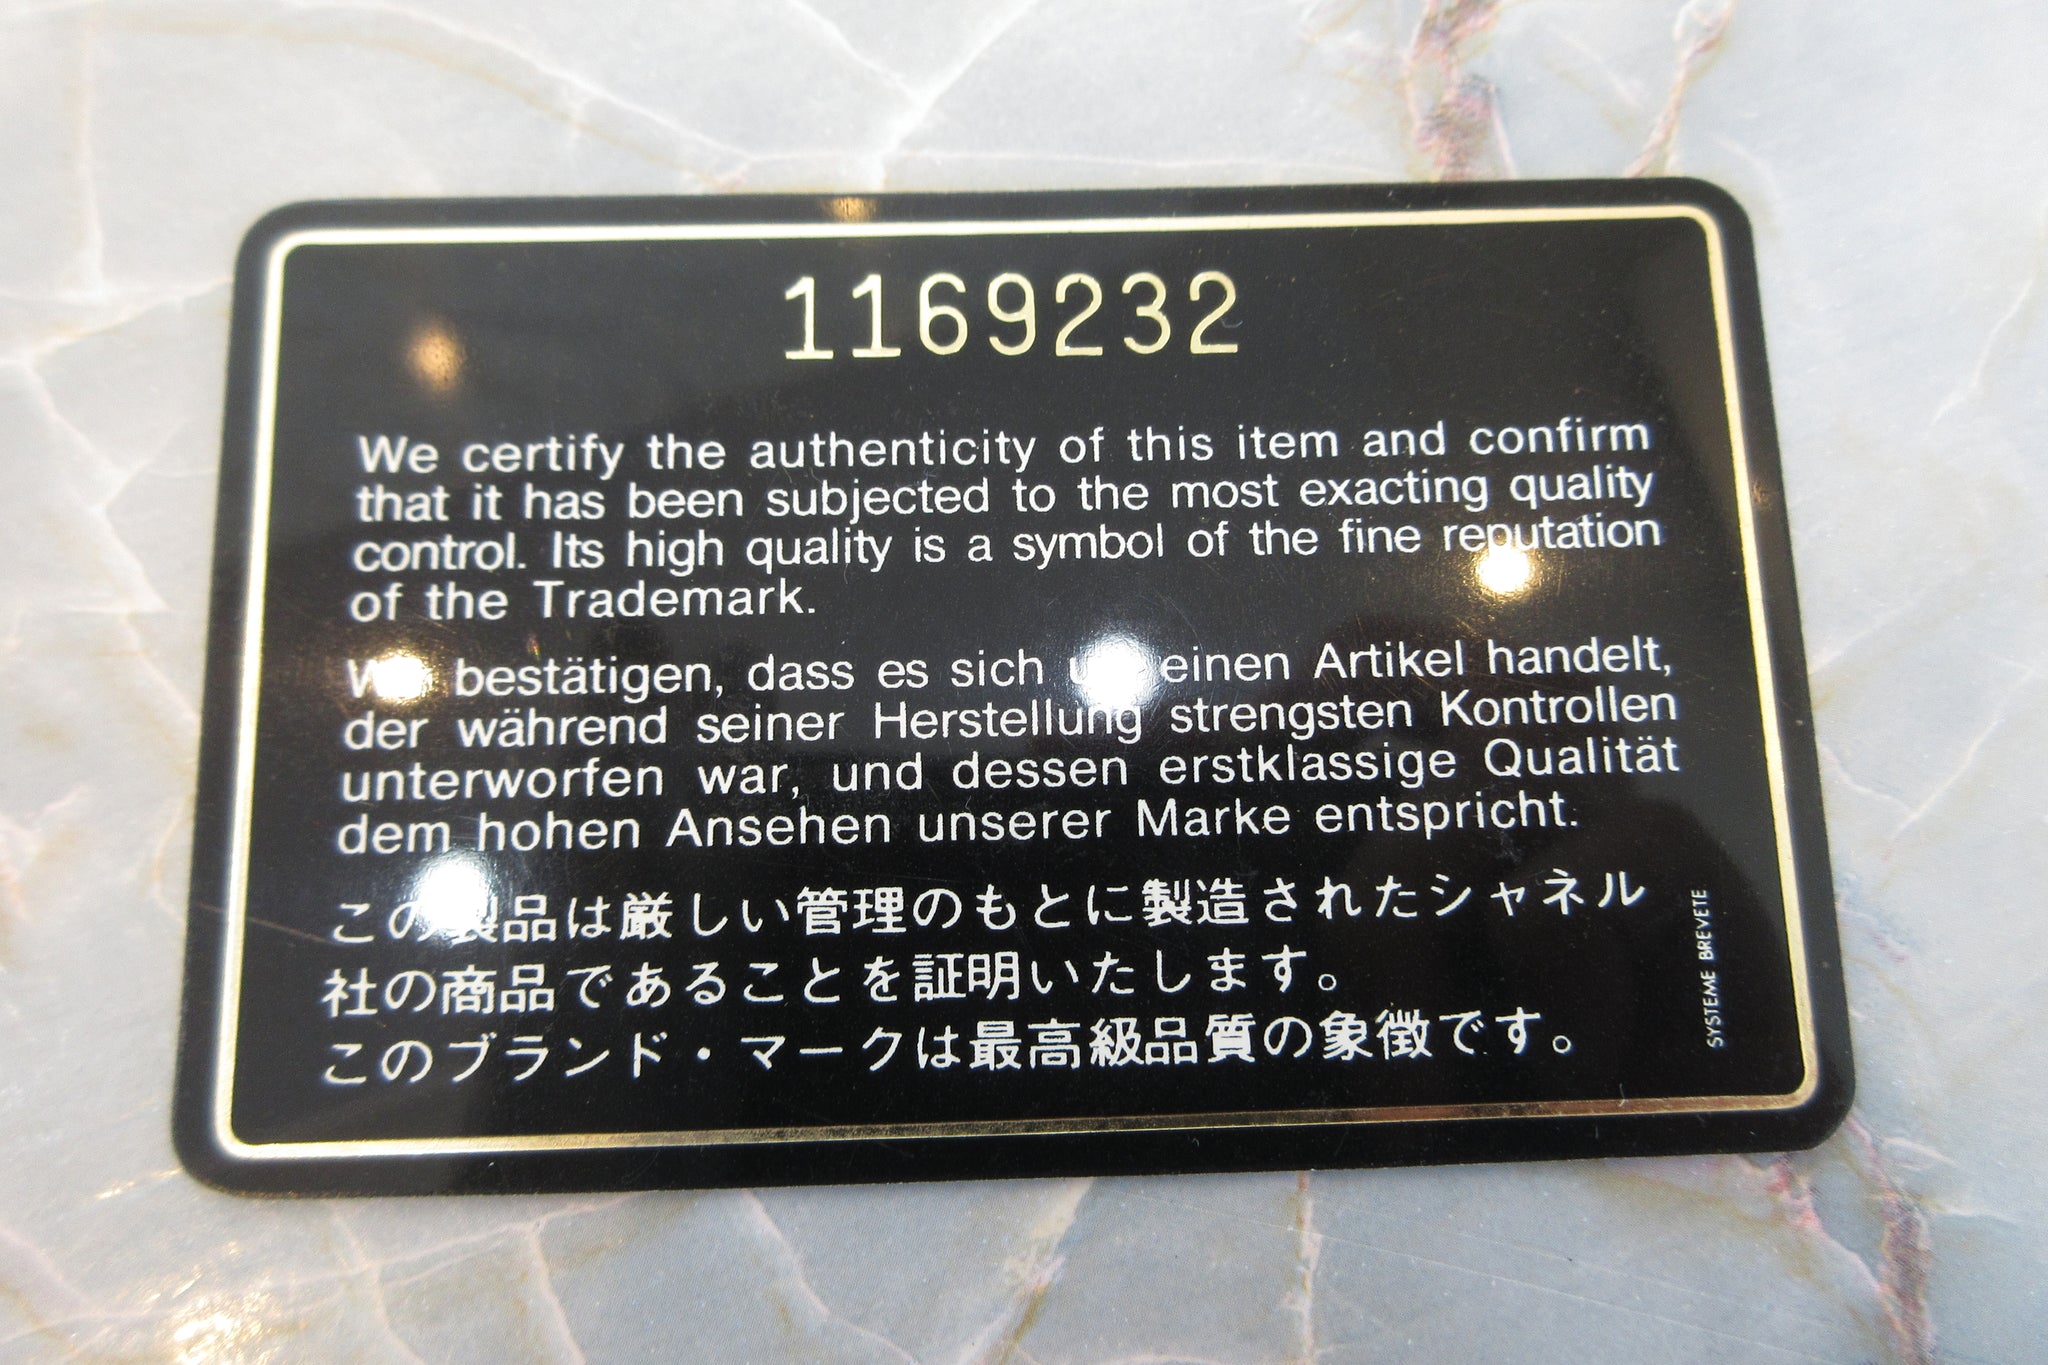 1169232
We certify the authenticity of this item and confirm
that it has been subjected to the most exacting quality
control. Its high quality is a symbol of the fine reputation
of the Trademark.
bestätigen, dass es sich einen Artikel handelt,
der während seiner Herstellung strengsten Kontrollen
unterworfen war, und dessen erstklassige Qualität
dem hohen Ansehen unserer Marke entspricht.
この製品は厳しい管理のもとに製造されたシャネル
社の商品であることを証明いたします。
このブランド・マークは最高級品質の象徴です。
SYSTEME BREVETE